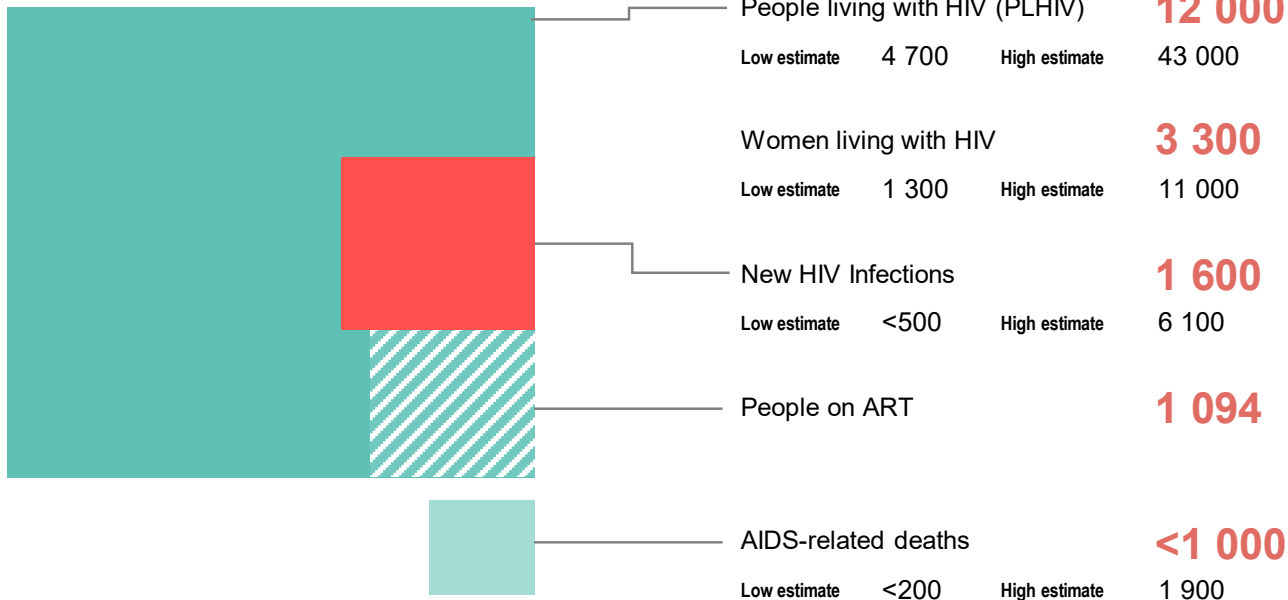 People living with HIV (PLHIV) 12 000
Low estimate 4 700 High estimate 43 000
Women living with HIV 3 300
Low estimate 1 300 High estimate 11 000
New HIV Infections 1 600
Low estimate <500 High estimate 6 100
People on ART 1 094
AIDS-related deaths <1 000
Low estimate <200 High estimate 1 900